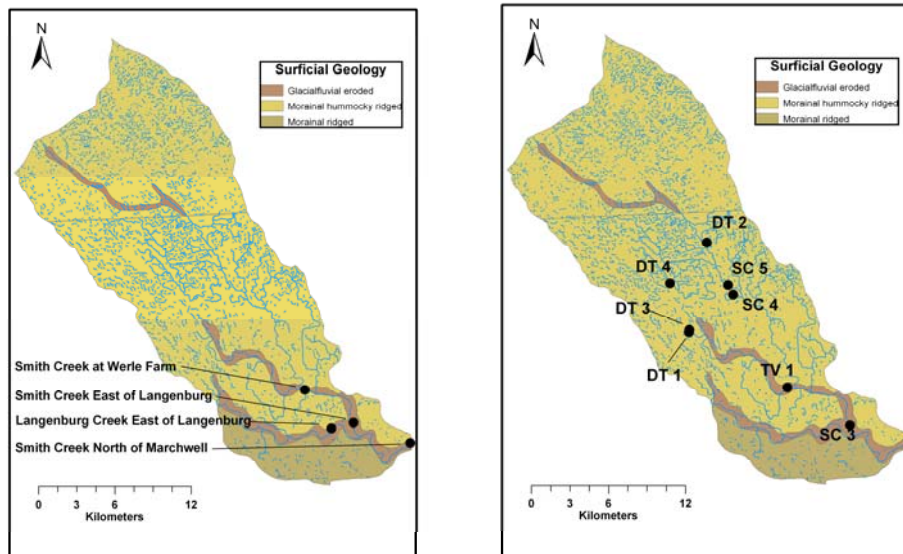 N
Surficial Geology
Glacialfluvial eroded
Morainal hummocky ridged
Morainal ridged
Smith Creek at Werle Farm
Smith Creek East of Langenburg
Langenburg Creek East of Langenburg
Smith Creek North of Marchwell
0 3 6 12
Kilometers
N
Surficial Geology
Glacialfluvial eroded
Morainal hummocky ridged
Morainal ridged
DT 2
DT 4
SC 5
SC 4
DT 3
DT 1
TV 1
SC 3
0 3 6 12
Kilometers